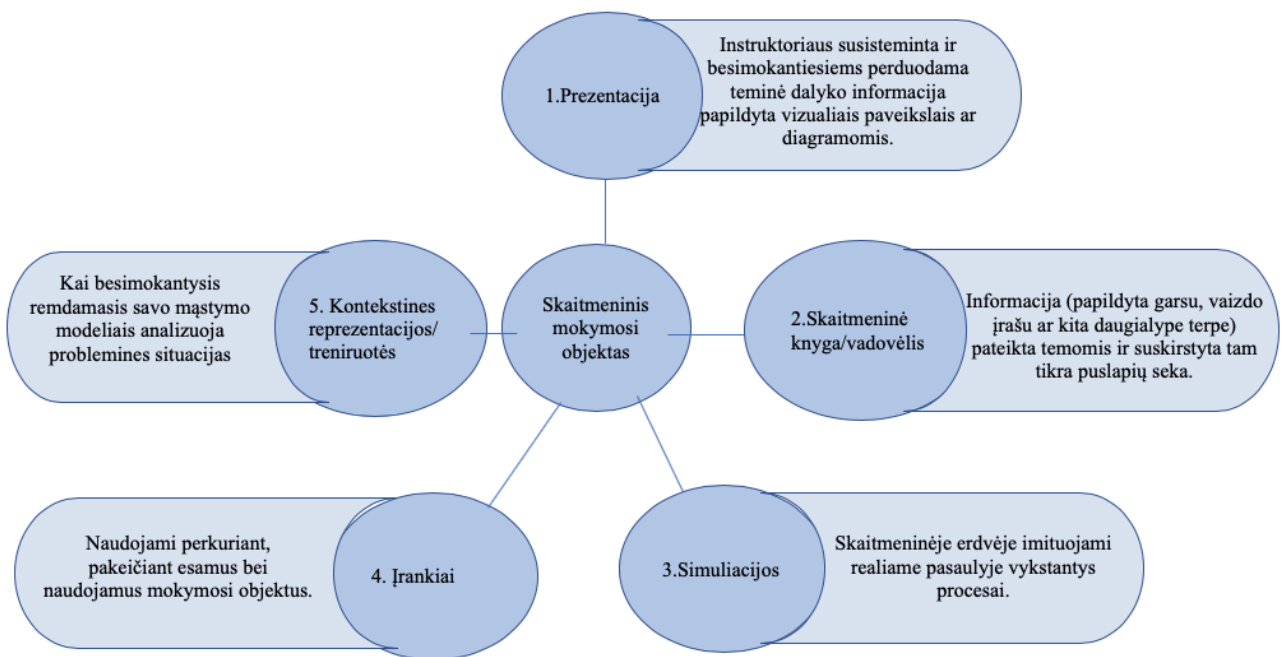 1.Prezentacija
Instruktoriaus susisteminta ir
besimokantiesiems perduodama
teminė dalyko informacija
papildyta vizualiais paveikslais ar
diagramomis.
Skaitmeninis
mokymosi
objektas
2.Skaitmeninė
knyga/vadovėlis
Informacija (papildyta garsu, vaizdo
įrašu ar kita daugialype terpe)
pateikta temomis ir suskirstyta tam
tikra puslapių seka.
3.Simuliacijos
Skaitmeninėje erdvėje imituojami
realiame pasaulyje vykstantys
procesai.
4. Įrankiai
Naudojami perkuriant,
pakeičiant esamus bei
naudojamus mokymosi objektus.
5. Kontekstines
reprezentacijos/
treniruotės
Kai besimokantysis
remdamasis savo mąstymo
modeliais analizuoja
problemines situacijas